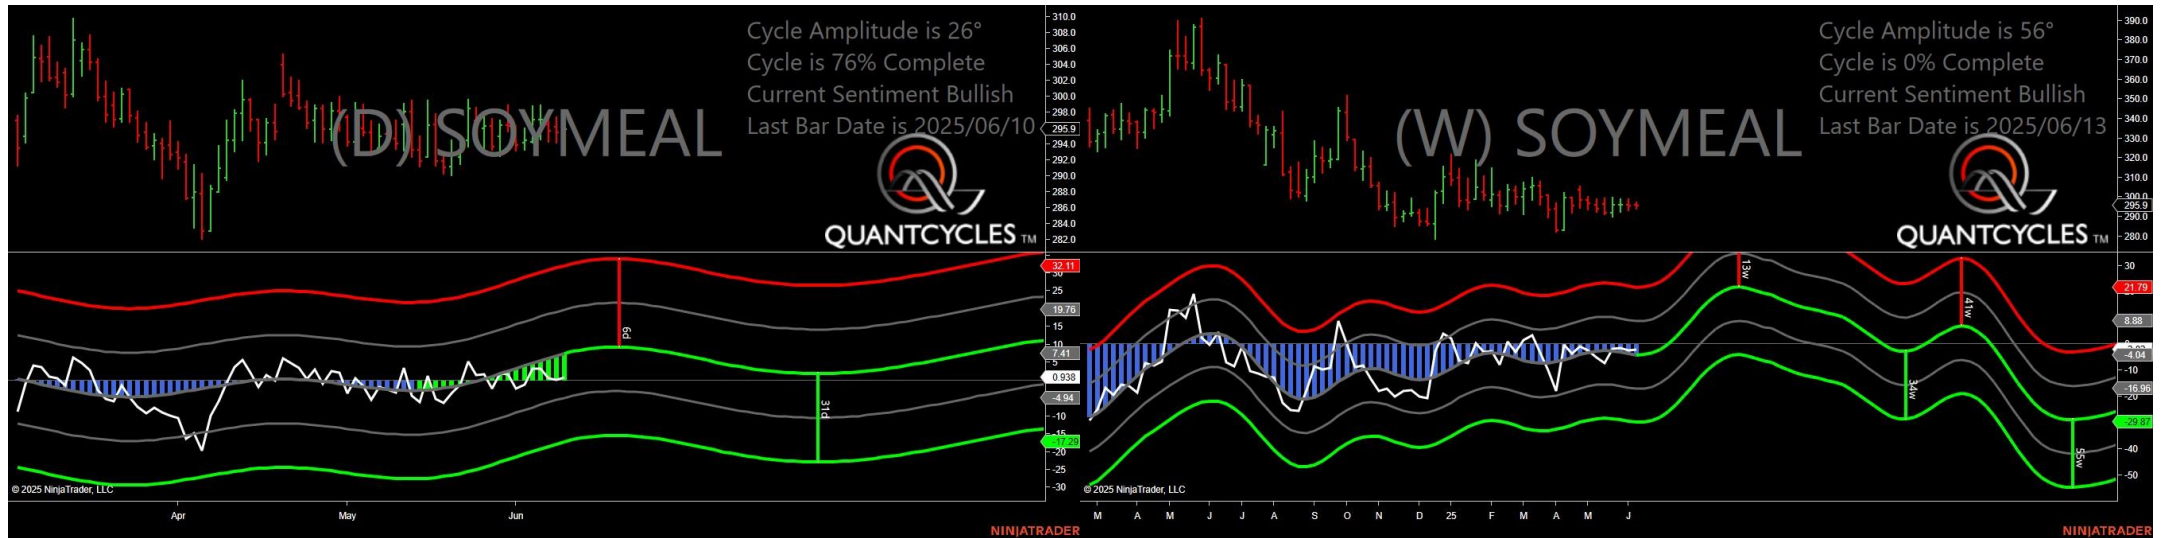 Cycle Amplitude is 26°
Cycle is 76% Complete
Current Sentiment Bullish
Last Bar Date is 2025/06/10
(D) SOYMEAL
QUANTCYCLES TM
310.0
308.0
306.0
304.0
302.0
300.0
298.0
295.9
294.0
292.0
290.0
288.0
286.0
284.0
282.0
32.11
30
25
19.76
15
10
7.41
5
0.938
-4.94
-10
-15
-17.29
-20
-25
-30
6d
31d
© 2025 NinjaTrader, LLC
Apr
May
Jun
NINJATRADER
Cycle Amplitude is 56°
Cycle is 0% Complete
Current Sentiment Bullish
Last Bar Date is 2025/06/13
(W) SOYMEAL
QUANTCYCLES TM
390.0
380.0
370.0
360.0
350.0
340.0
330.0
320.0
310.0
300.0
295.9
290.0
280.0
30
21.79
8.88
-4.04
-10
-16.96
-20
-29.87
-40
-50
13w
41w
34w
55w
© 2025 NinjaTrader, LLC
M
A
M
J
J
A
S
O
N
D
25
F
M
A
M
J
NINJATRADER